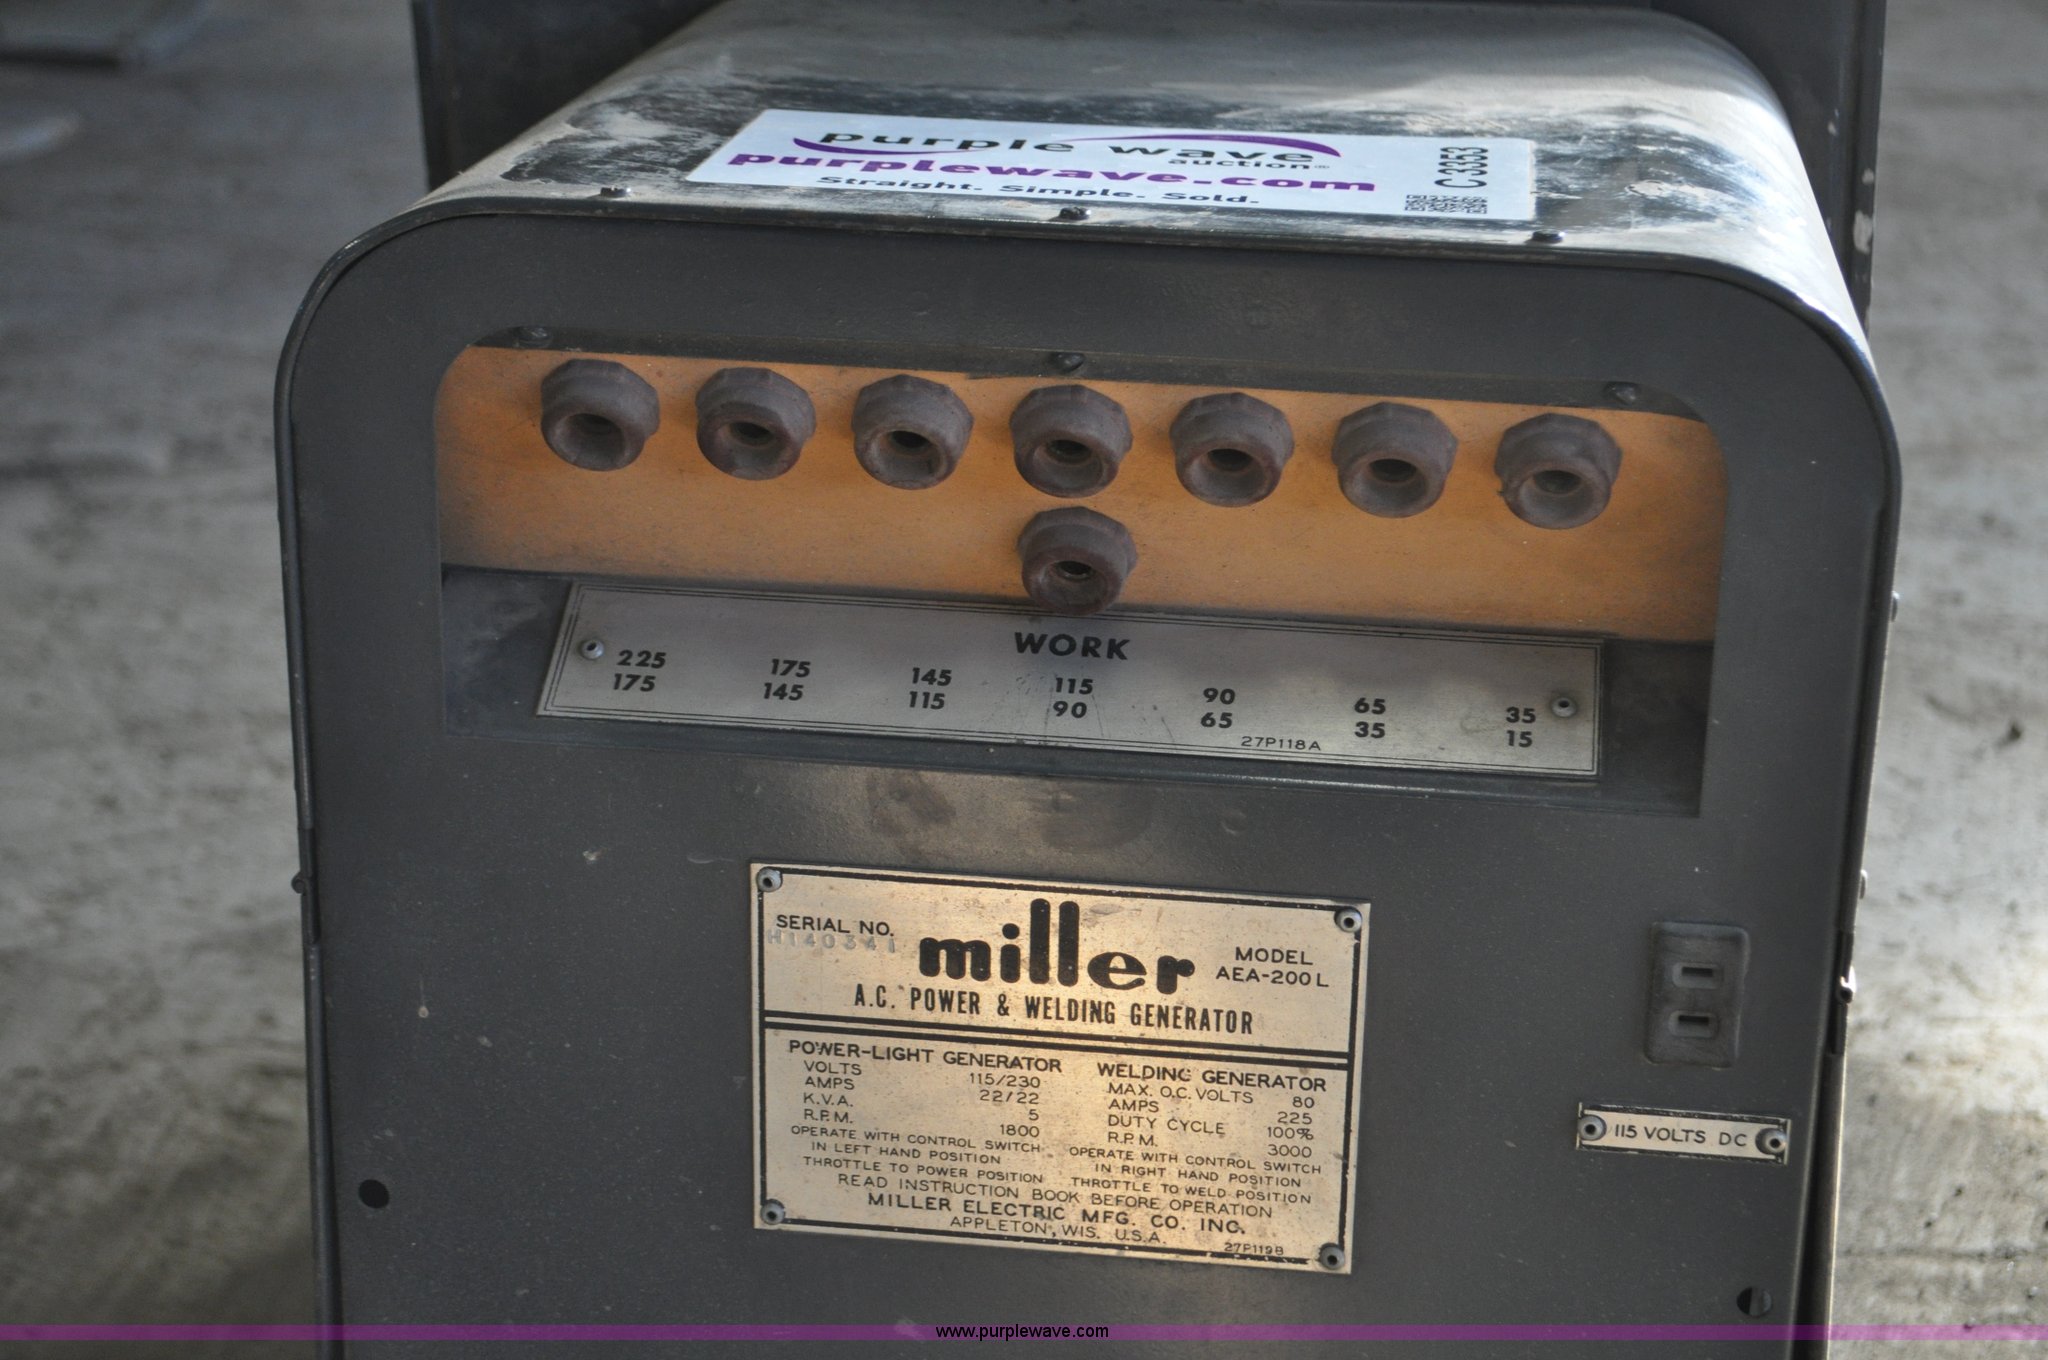 purple wave
auction®
purplewave.com
Straight. Simple. Sold.
C3353
WORK
225 175 145 115 90 65 35
175 145 115 90 65 35 15
27P118A
SERIAL NO.
H140341
miller
MODEL
AEA-200L
A.C. POWER & WELDING GENERATOR
POWER-LIGHT GENERATOR
VOLTS 115/230
AMPS 22/22
K.V.A. 5
R.P.M. 1800
OPERATE WITH CONTROL SWITCH
IN LEFT HAND POSITION
THROTTLE TO POWER POSITION
WELDING GENERATOR
MAX. O.C. VOLTS 80
AMPS 225
DUTY CYCLE 100%
R.P.M. 3000
OPERATE WITH CONTROL SWITCH
IN RIGHT HAND POSITION
THROTTLE TO WELD POSITION
READ INSTRUCTION BOOK BEFORE OPERATION
MILLER ELECTRIC MFG. CO. INC.
APPLETON, WIS. U.S.A.
27P119B
115 VOLTS DC
www.purplewave.com